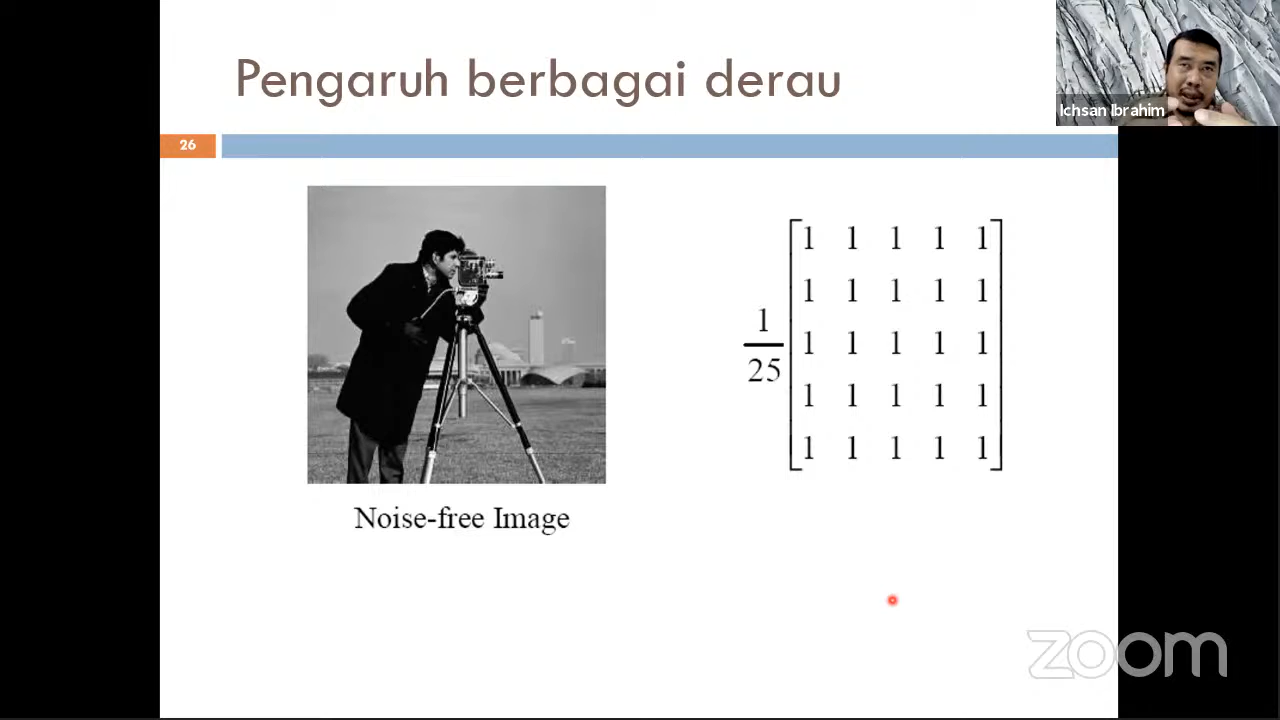 Pengaruh berbagai derau
Ichsan Ibrahim
26
1 1 1 1 1
1 1 1 1 1
1
25
1 1 1 1 1
1 1 1 1 1
1 1 1 1 1
Noise-free Image
zoom